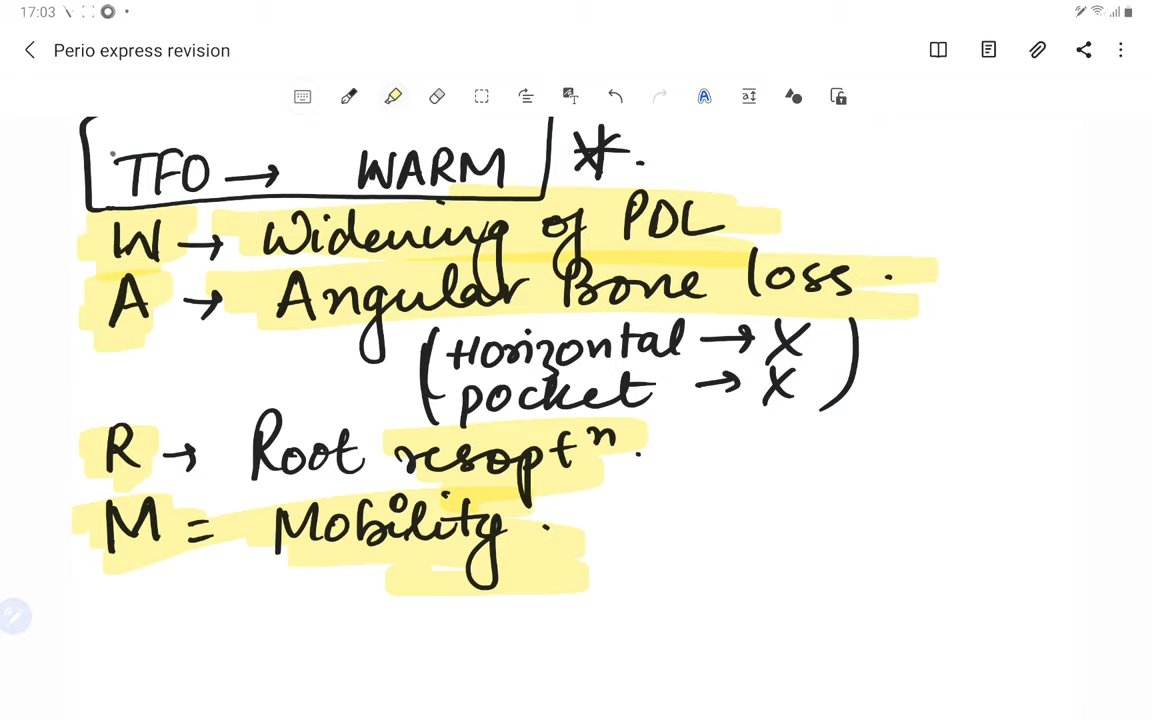 17:03
Perio express revision
TFO → WARM *.
W → Widening of PDL
A → Angular Bone loss.
(Horizontal → X
pocket → X)
R → Root resoptⁿ.
M = Mobility.